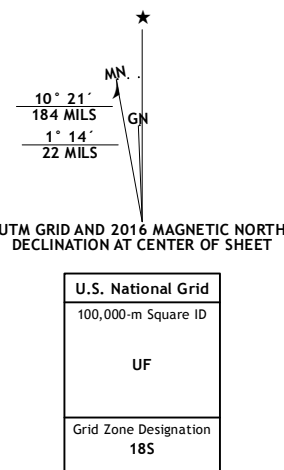 ★
MN
10° 21´
184 MILS
GN
1° 14´
22 MILS
UTM GRID AND 2016 MAGNETIC NORTH
DECLINATION AT CENTER OF SHEET
U.S. National Grid
100,000-m Square ID
UF
Grid Zone Designation
18S